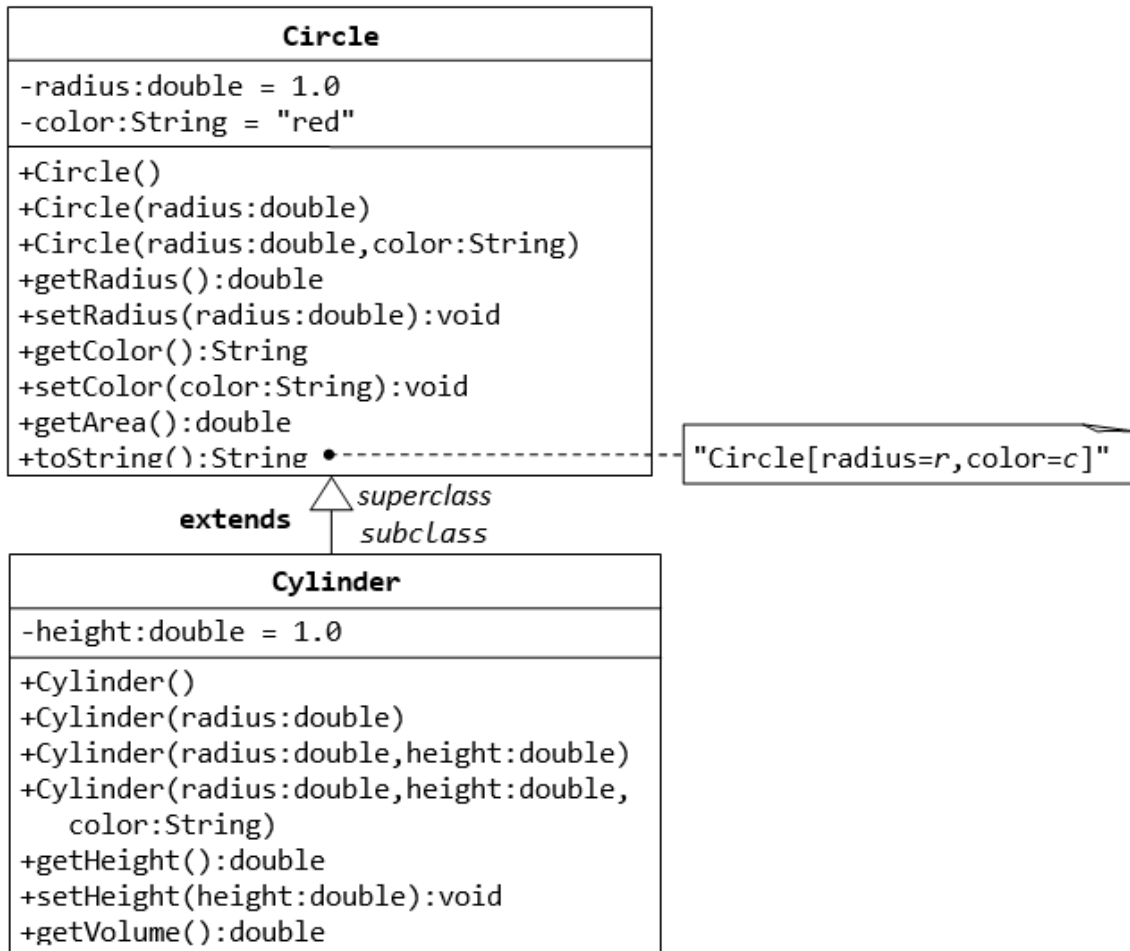 Circle
-radius:double = 1.0
-color:String = "red"
+Circle()
+Circle(radius:double)
+Circle(radius:double,color:String)
+getRadius():double
+setRadius(radius:double):void
+getColor():String
+setColor(color:String):void
+getArea():double
+toString():String
"Circle[radius=r,color=c]"
superclass
extends
subclass
Cylinder
-height:double = 1.0
+Cylinder()
+Cylinder(radius:double)
+Cylinder(radius:double,height:double)
+Cylinder(radius:double,height:double,
color:String)
+getHeight():double
+setHeight(height:double):void
+getVolume():double